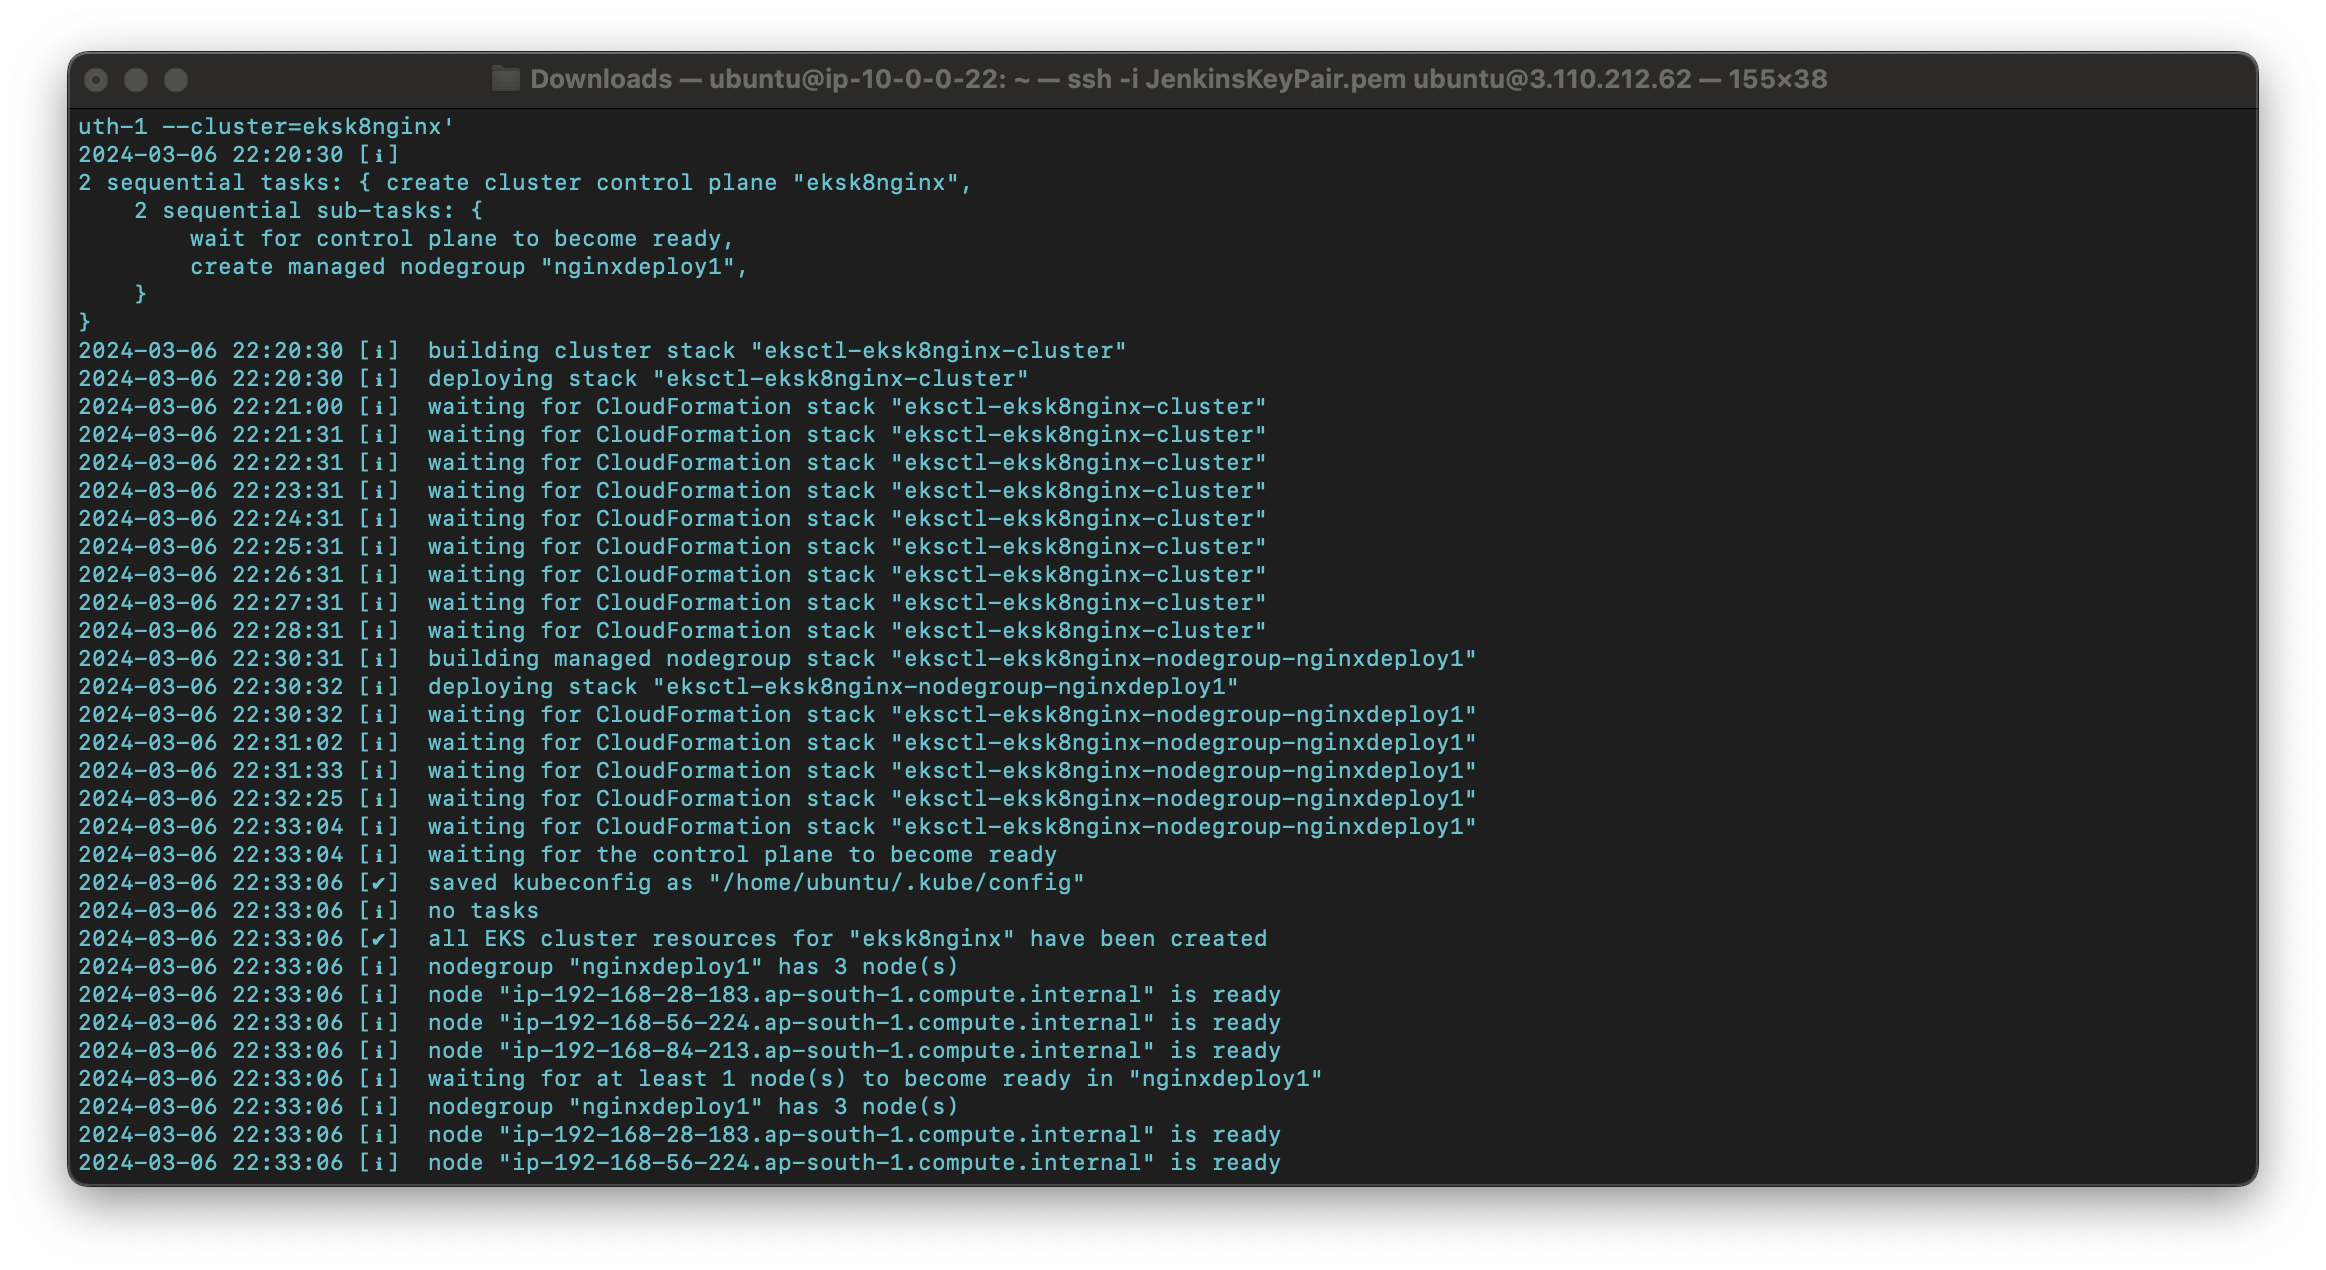 Downloads — ubuntu@ip-10-0-0-22: ~ — ssh -i JenkinsKeyPair.pem ubuntu@3.110.212.62 — 155×38
uth-1 --cluster=eksk8nginx'
2024-03-06 22:20:30 [ℹ]
2 sequential tasks: { create cluster control plane "eksk8nginx",
    2 sequential sub-tasks: {
        wait for control plane to become ready,
        create managed nodegroup "nginxdeploy1",
    }
}
2024-03-06 22:20:30 [ℹ]  building cluster stack "eksctl-eksk8nginx-cluster"
2024-03-06 22:20:30 [ℹ]  deploying stack "eksctl-eksk8nginx-cluster"
2024-03-06 22:21:00 [ℹ]  waiting for CloudFormation stack "eksctl-eksk8nginx-cluster"
2024-03-06 22:21:31 [ℹ]  waiting for CloudFormation stack "eksctl-eksk8nginx-cluster"
2024-03-06 22:22:31 [ℹ]  waiting for CloudFormation stack "eksctl-eksk8nginx-cluster"
2024-03-06 22:23:31 [ℹ]  waiting for CloudFormation stack "eksctl-eksk8nginx-cluster"
2024-03-06 22:24:31 [ℹ]  waiting for CloudFormation stack "eksctl-eksk8nginx-cluster"
2024-03-06 22:25:31 [ℹ]  waiting for CloudFormation stack "eksctl-eksk8nginx-cluster"
2024-03-06 22:26:31 [ℹ]  waiting for CloudFormation stack "eksctl-eksk8nginx-cluster"
2024-03-06 22:27:31 [ℹ]  waiting for CloudFormation stack "eksctl-eksk8nginx-cluster"
2024-03-06 22:28:31 [ℹ]  waiting for CloudFormation stack "eksctl-eksk8nginx-cluster"
2024-03-06 22:30:31 [ℹ]  building managed nodegroup stack "eksctl-eksk8nginx-nodegroup-nginxdeploy1"
2024-03-06 22:30:32 [ℹ]  deploying stack "eksctl-eksk8nginx-nodegroup-nginxdeploy1"
2024-03-06 22:30:32 [ℹ]  waiting for CloudFormation stack "eksctl-eksk8nginx-nodegroup-nginxdeploy1"
2024-03-06 22:31:02 [ℹ]  waiting for CloudFormation stack "eksctl-eksk8nginx-nodegroup-nginxdeploy1"
2024-03-06 22:31:33 [ℹ]  waiting for CloudFormation stack "eksctl-eksk8nginx-nodegroup-nginxdeploy1"
2024-03-06 22:32:25 [ℹ]  waiting for CloudFormation stack "eksctl-eksk8nginx-nodegroup-nginxdeploy1"
2024-03-06 22:33:04 [ℹ]  waiting for CloudFormation stack "eksctl-eksk8nginx-nodegroup-nginxdeploy1"
2024-03-06 22:33:04 [ℹ]  waiting for the control plane to become ready
2024-03-06 22:33:06 [✔]  saved kubeconfig as "/home/ubuntu/.kube/config"
2024-03-06 22:33:06 [ℹ]  no tasks
2024-03-06 22:33:06 [✔]  all EKS cluster resources for "eksk8nginx" have been created
2024-03-06 22:33:06 [ℹ]  nodegroup "nginxdeploy1" has 3 node(s)
2024-03-06 22:33:06 [ℹ]  node "ip-192-168-28-183.ap-south-1.compute.internal" is ready
2024-03-06 22:33:06 [ℹ]  node "ip-192-168-56-224.ap-south-1.compute.internal" is ready
2024-03-06 22:33:06 [ℹ]  node "ip-192-168-84-213.ap-south-1.compute.internal" is ready
2024-03-06 22:33:06 [ℹ]  waiting for at least 1 node(s) to become ready in "nginxdeploy1"
2024-03-06 22:33:06 [ℹ]  nodegroup "nginxdeploy1" has 3 node(s)
2024-03-06 22:33:06 [ℹ]  node "ip-192-168-28-183.ap-south-1.compute.internal" is ready
2024-03-06 22:33:06 [ℹ]  node "ip-192-168-56-224.ap-south-1.compute.internal" is ready